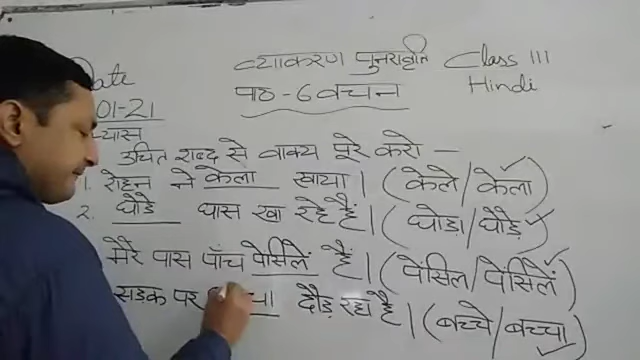 Date व्याकरण पुनरावृति Class III
01-21 पाठ-6 वचन Hindi
उचित शब्द से वाक्य पूरे करो —
1. रोहन ने केला खाया। (केले/केला)
2. घोड़े घास खा रहे हैं। (घोड़ा/घोड़े)
मेरे पास पाँच पेंसिलें हैं। (पेंसिल/पेंसिलें)
सड़क पर दौड़ रहा है। (बच्चे/बच्चा)